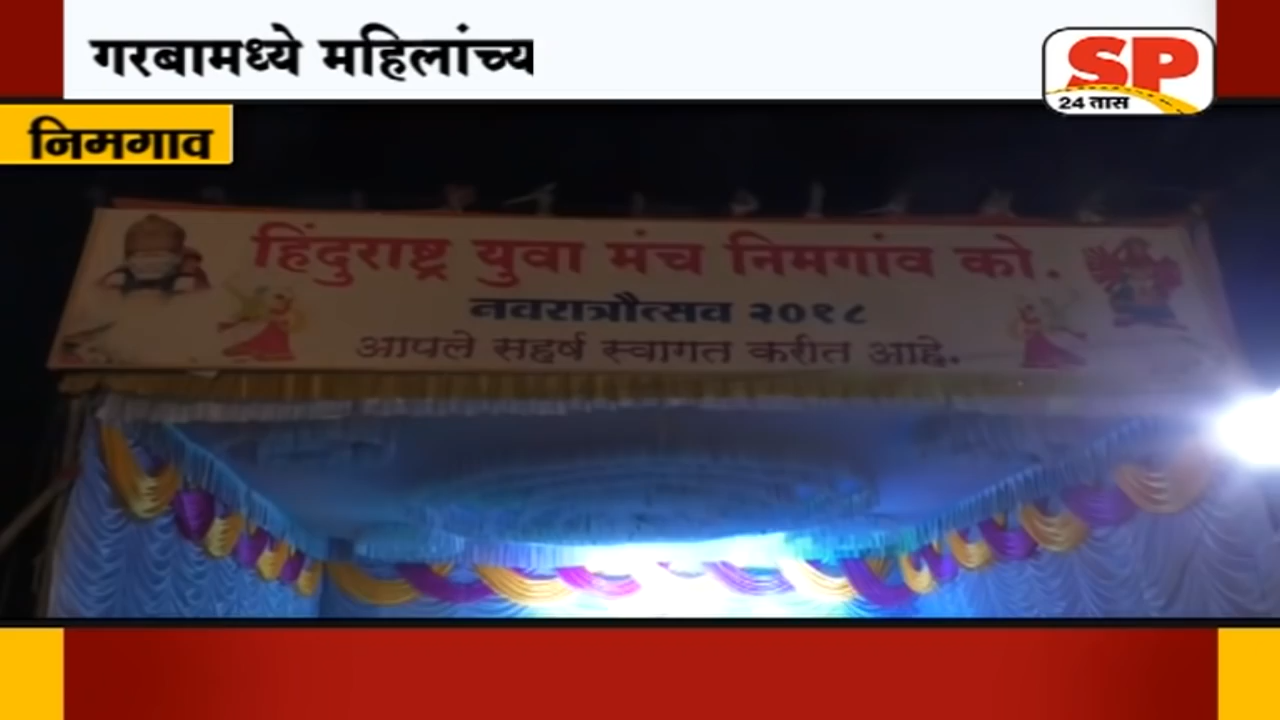 गरबामध्ये महिलांच्य
SP
24 तास
निमगाव
हिंदुराष्ट्र युवा मंच निमगांव को.
नवरात्रौत्सव २०१८
आपले सहर्ष स्वागत करीत आहे.